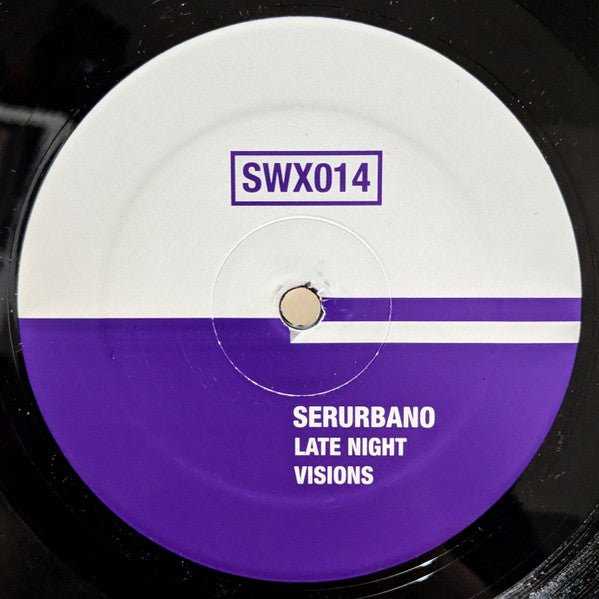 SWX014
SERURBANO
LATE NIGHT
VISIONS